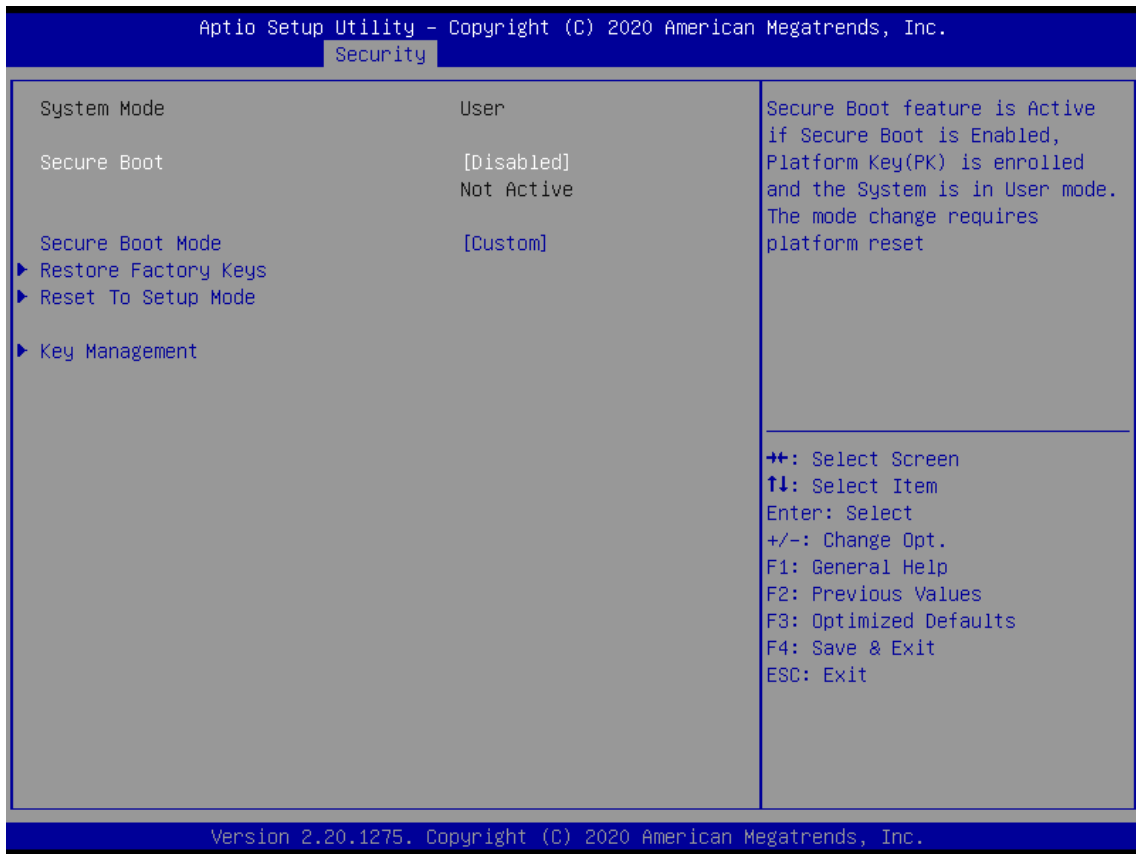 Aptio Setup Utility – Copyright (C) 2020 American Megatrends, Inc.
Security
System Mode User
Secure Boot [Disabled]
Not Active
Secure Boot Mode [Custom]
▶ Restore Factory Keys
▶ Reset To Setup Mode
▶ Key Management
Secure Boot feature is Active
if Secure Boot is Enabled,
Platform Key(PK) is enrolled
and the System is in User mode.
The mode change requires
platform reset
→←: Select Screen
↑↓: Select Item
Enter: Select
+/-: Change Opt.
F1: General Help
F2: Previous Values
F3: Optimized Defaults
F4: Save & Exit
ESC: Exit
Version 2.20.1275. Copyright (C) 2020 American Megatrends, Inc.